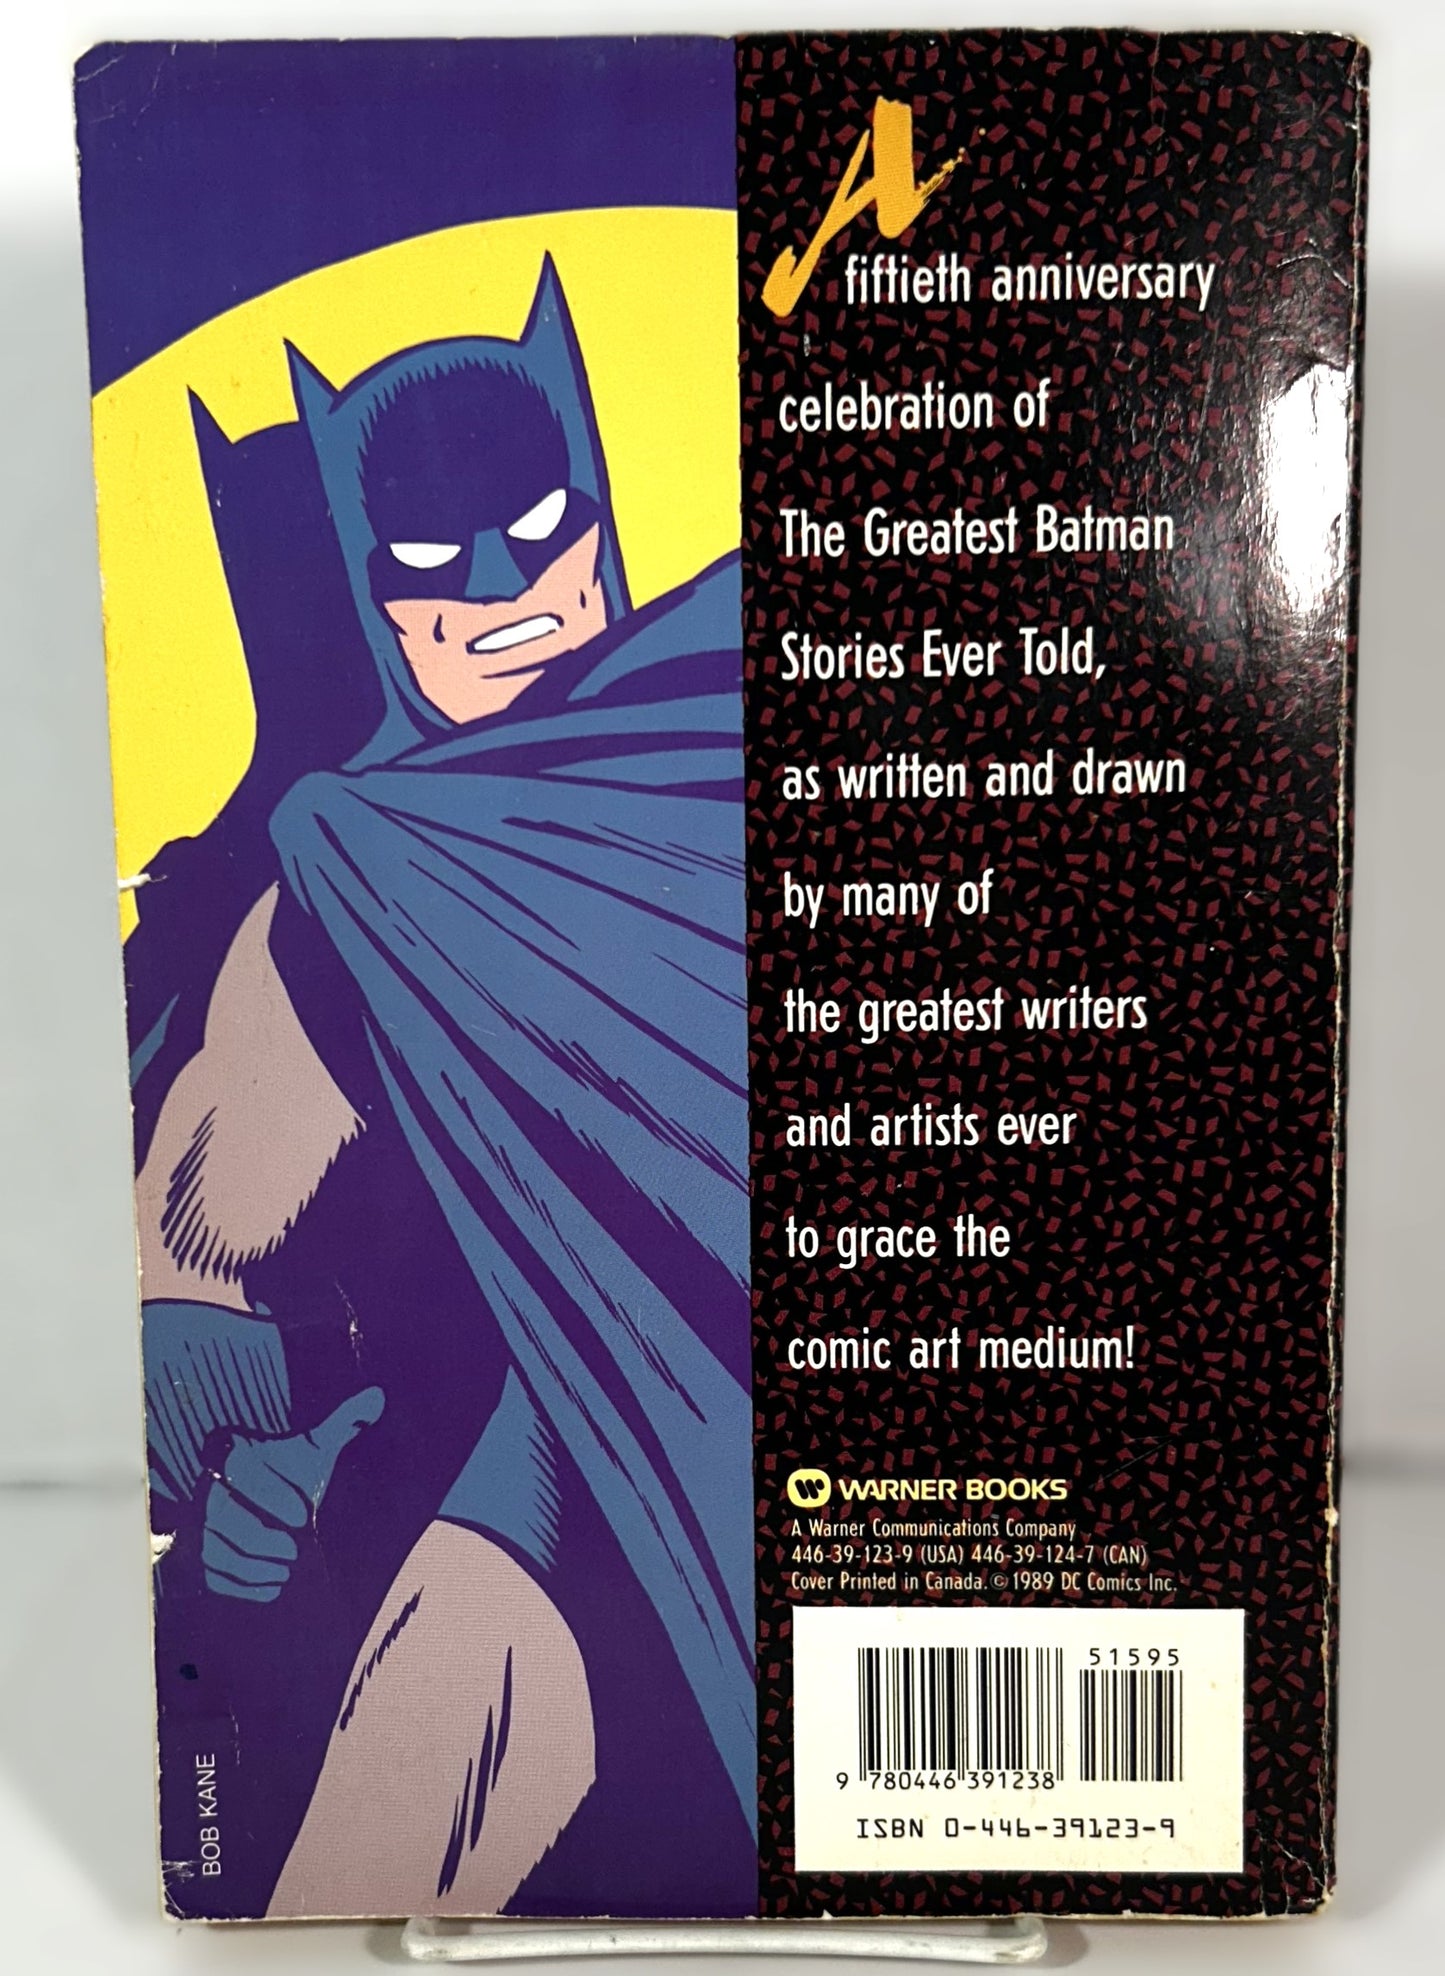 A
fiftieth anniversary
celebration of
The Greatest Batman
Stories Ever Told,
as written and drawn
by many of
the greatest writers
and artists ever
to grace the
comic art medium!
WARNER BOOKS
A Warner Communications Company
446-39-123-9 (USA) 446-39-124-7 (CAN)
Cover Printed in Canada. © 1989 DC Comics Inc.
51595
9 780446 391238
ISBN 0-446-39123-9
BOB KANE